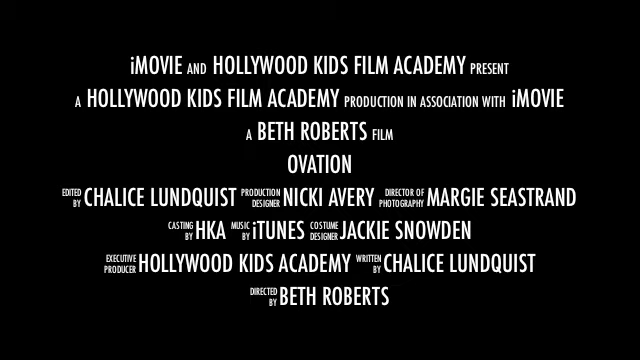 iMOVIE AND HOLLYWOOD KIDS FILM ACADEMY PRESENT
A HOLLYWOOD KIDS FILM ACADEMY PRODUCTION IN ASSOCIATION WITH iMOVIE
A BETH ROBERTS FILM
OVATION
EDITED BY CHALICE LUNDQUIST PRODUCTION DESIGNER NICKI AVERY DIRECTOR OF PHOTOGRAPHY MARGIE SEASTRAND
CASTING BY HKA MUSIC BY iTUNES COSTUME DESIGNER JACKIE SNOWDEN
EXECUTIVE PRODUCER HOLLYWOOD KIDS ACADEMY WRITTEN BY CHALICE LUNDQUIST
DIRECTED BY BETH ROBERTS